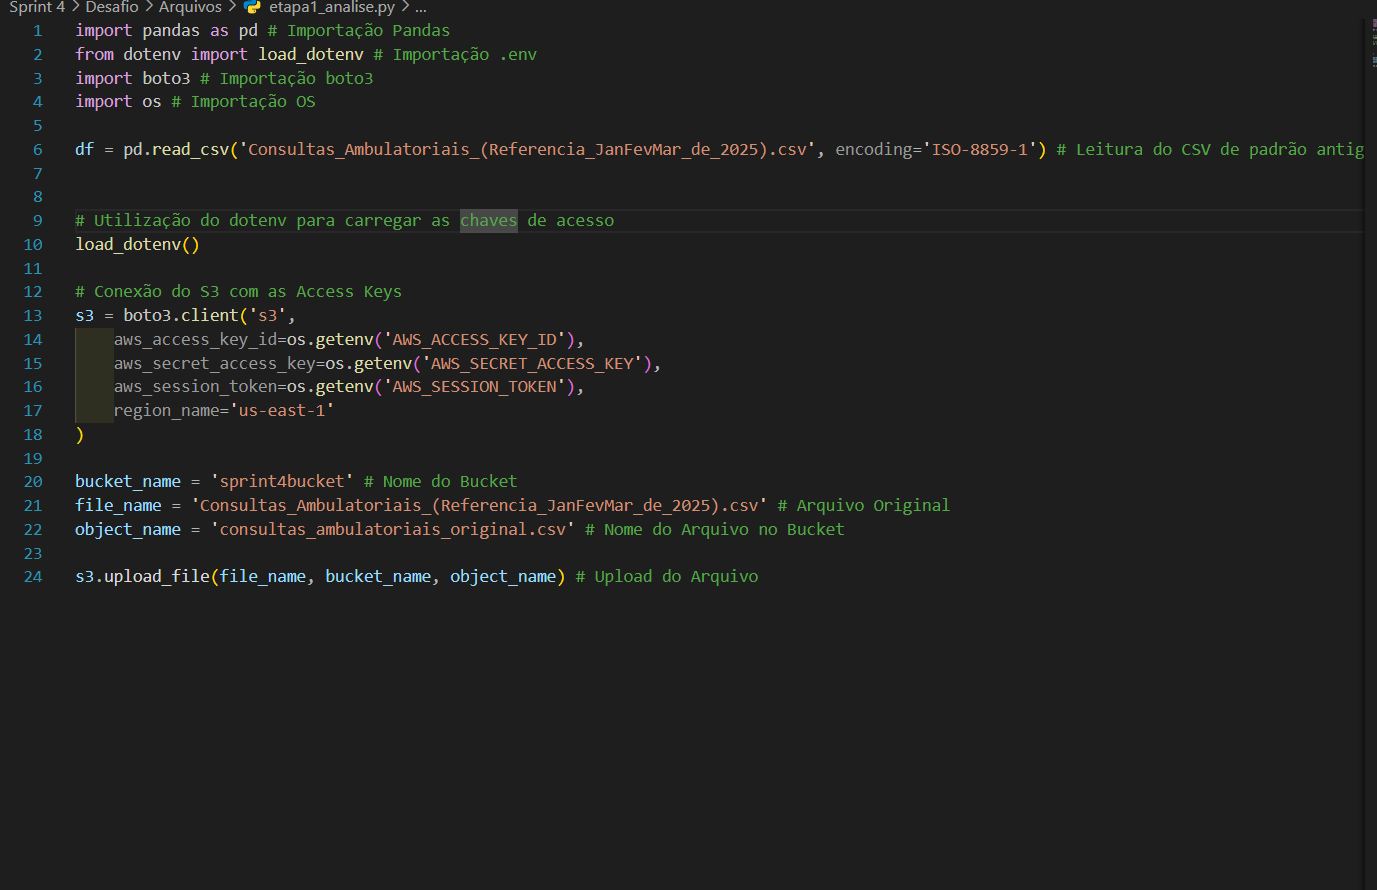 Sprint 4 > Desafio > Arquivos > etapa1_analise.py > ...
1 import pandas as pd # Importação Pandas
2 from dotenv import load_dotenv # Importação .env
3 import boto3 # Importação boto3
4 import os # Importação OS
5
6 df = pd.read_csv('Consultas_Ambulatoriais_(Referencia_JanFevMar_de_2025).csv', encoding='ISO-8859-1') # Leitura do CSV de padrão antig
7
8
9 # Utilização do dotenv para carregar as chaves de acesso
10 load_dotenv()
11
12 # Conexão do S3 com as Access Keys
13 s3 = boto3.client('s3',
14     aws_access_key_id=os.getenv('AWS_ACCESS_KEY_ID'),
15     aws_secret_access_key=os.getenv('AWS_SECRET_ACCESS_KEY'),
16     aws_session_token=os.getenv('AWS_SESSION_TOKEN'),
17     region_name='us-east-1'
18 )
19
20 bucket_name = 'sprint4bucket' # Nome do Bucket
21 file_name = 'Consultas_Ambulatoriais_(Referencia_JanFevMar_de_2025).csv' # Arquivo Original
22 object_name = 'consultas_ambulatoriais_original.csv' # Nome do Arquivo no Bucket
23
24 s3.upload_file(file_name, bucket_name, object_name) # Upload do Arquivo